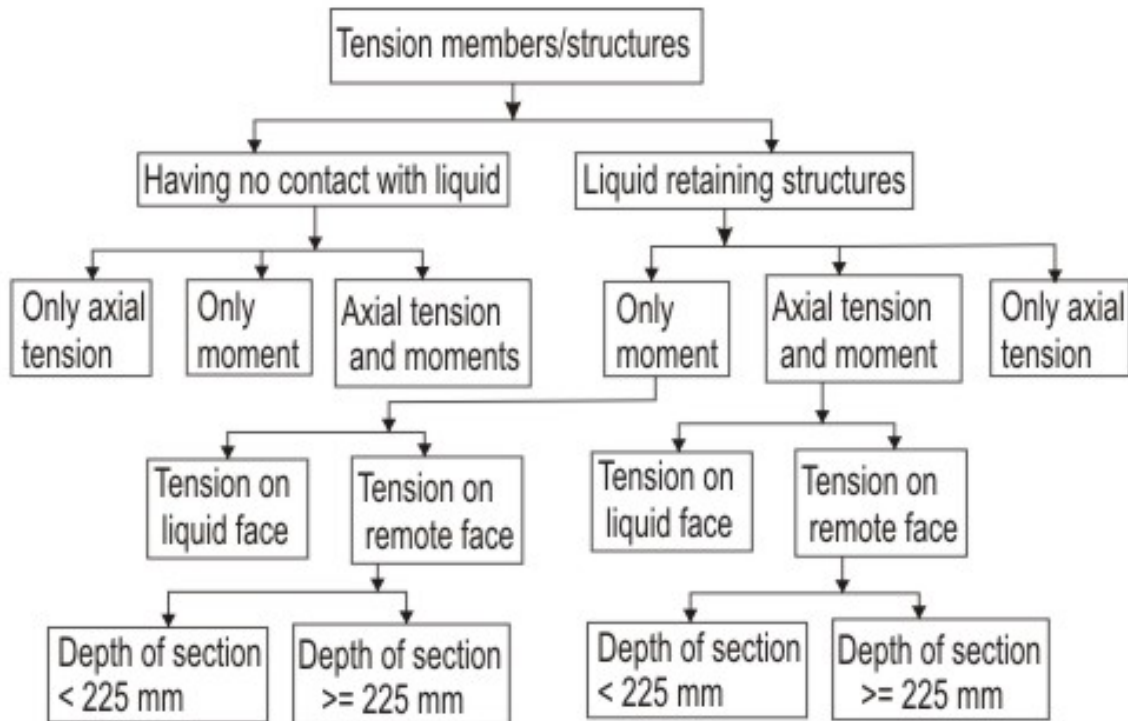 Tension members/structures
Having no contact with liquid
Liquid retaining structures
Only axial
tension
Only
moment
Axial tension
and moments
Only
moment
Axial tension
and moment
Only axial
tension
Tension on
liquid face
Tension on
remote face
Tension on
liquid face
Tension on
remote face
Depth of section
< 225 mm
Depth of section
>= 225 mm
Depth of section
< 225 mm
Depth of section
>= 225 mm